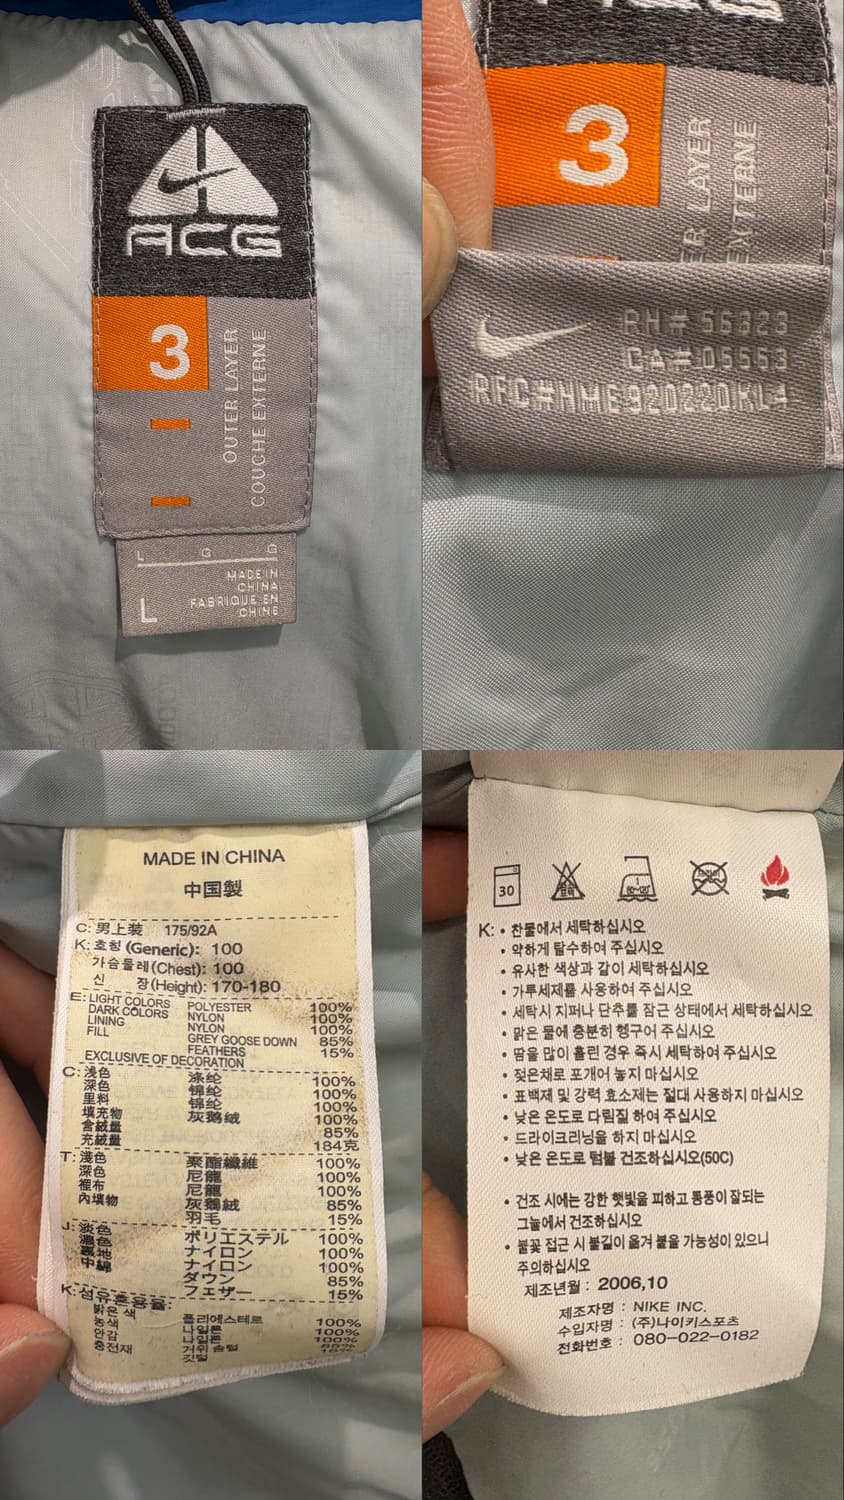 ACG
3
OUTER LAYER
COUCHE EXTERNE
L G G
L
MADE IN
CHINA
FABRIQUE EN
CHINE
ACG
3
ER LAYER
EXTERNE
RH# 56323
CA# 05553
RFC#NME920220KL4
MADE IN CHINA
中国製
C: 男上装 175/92A
K: 호칭 (Generic): 100
가슴둘레(Chest): 100
신 장(Height): 170-180
E: LIGHT COLORS POLYESTER 100%
DARK COLORS NYLON 100%
LINING NYLON 100%
FILL GREY GOOSE DOWN 85%
FEATHERS 15%
EXCLUSIVE OF DECORATION
C: 浅色 涤纶 100%
深色 锦纶 100%
里料 锦纶 100%
填充物 灰鹅绒 100%
含绒量 85%
充绒量 184克
T: 淺色 聚酯纖維 100%
深色 尼龍 100%
裡布 尼龍 100%
內填物 灰鵝絨 85%
羽毛 15%
J: 淡色 ポリエステル 100%
濃色 ナイロン 100%
裏地 ナイロン 100%
中綿 ダウン 85%
フェザー 15%
K: 섬유혼용율:
밝은 색 폴리에스테르 100%
농색 나일론 100%
안감 나일론 100%
충전재 거위 솜털 85%
깃털 15%
30
K: • 찬물에서 세탁하십시오
• 약하게 탈수하여 주십시오
• 유사한 색상과 같이 세탁하십시오
• 가루세제를 사용하여 주십시오
• 세탁시 지퍼나 단추를 잠근 상태에서 세탁하십시오
• 맑은 물에 충분히 헹구어 주십시오
• 땀을 많이 흘린 경우 즉시 세탁하여 주십시오
• 젖은채로 포개어 놓지 마십시오
• 표백제 및 강력 효소제는 절대 사용하지 마십시오
• 낮은 온도로 다림질 하여 주십시오
• 드라이크리닝을 하지 마십시오
• 낮은 온도로 텀블 건조하십시오(50C)
• 건조 시에는 강한 햇빛을 피하고 통풍이 잘되는
그늘에서 건조하십시오
• 불꽃 접근 시 불길이 옮겨 붙을 가능성이 있으니
주의하십시오
제조년월 : 2006,10
제조자명 : NIKE INC.
수입자명 : (주)나이키스포츠
전화번호 : 080-022-0182